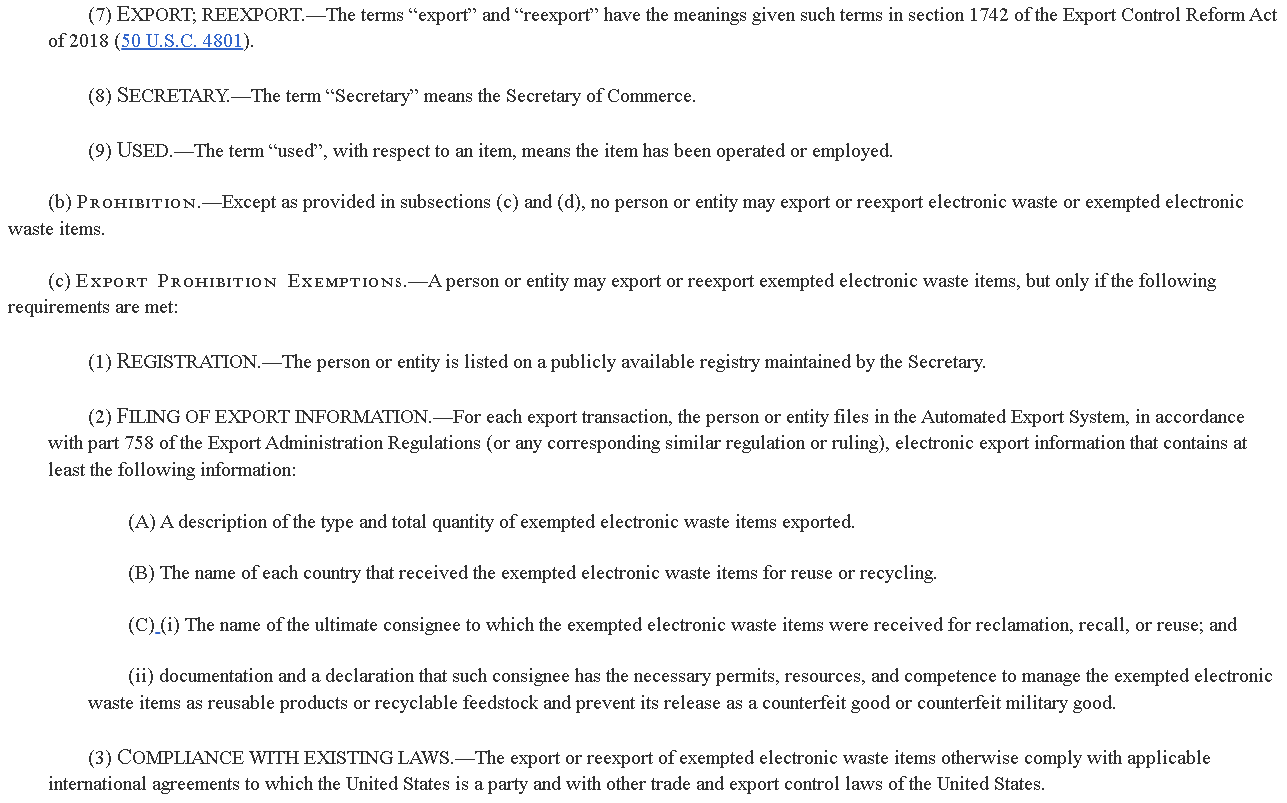 (7) EXPORT; REEXPORT.—The terms “export” and “reexport” have the meanings given such terms in section 1742 of the Export Control Reform Act
of 2018 (50 U.S.C. 4801).
(8) SECRETARY.—The term “Secretary” means the Secretary of Commerce.
(9) USED.—The term “used”, with respect to an item, means the item has been operated or employed.
(b) PROHIBITION.—Except as provided in subsections (c) and (d), no person or entity may export or reexport electronic waste or exempted electronic
waste items.
(c) EXPORT PROHIBITION EXEMPTIONS.—A person or entity may export or reexport exempted electronic waste items, but only if the following
requirements are met:
(1) REGISTRATION.—The person or entity is listed on a publicly available registry maintained by the Secretary.
(2) FILING OF EXPORT INFORMATION.—For each export transaction, the person or entity files in the Automated Export System, in accordance
with part 758 of the Export Administration Regulations (or any corresponding similar regulation or ruling), electronic export information that contains at
least the following information:
(A) A description of the type and total quantity of exempted electronic waste items exported.
(B) The name of each country that received the exempted electronic waste items for reuse or recycling.
(C) (i) The name of the ultimate consignee to which the exempted electronic waste items were received for reclamation, recall, or reuse; and
(ii) documentation and a declaration that such consignee has the necessary permits, resources, and competence to manage the exempted electronic
waste items as reusable products or recyclable feedstock and prevent its release as a counterfeit good or counterfeit military good.
(3) COMPLIANCE WITH EXISTING LAWS.—The export or reexport of exempted electronic waste items otherwise comply with applicable
international agreements to which the United States is a party and with other trade and export control laws of the United States.